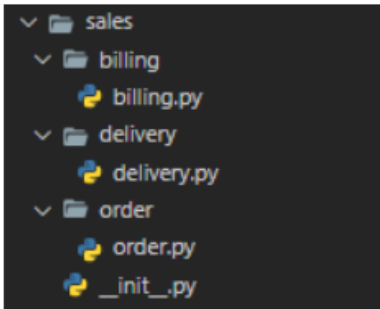 sales
billing
billing.py
delivery
delivery.py
order
order.py
__init__.py